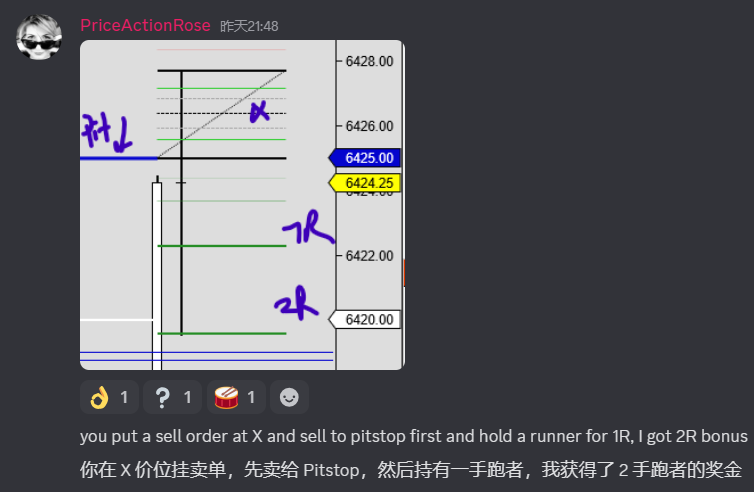 PriceActionRose 昨天21:48
6428.00
X
6426.00
6425.00
6424.25
1R
6422.00
2R
6420.00
👌 1 ❓ 1 🥁 1
you put a sell order at X and sell to pitstop first and hold a runner for 1R, I got 2R bonus
你在 X 价位挂卖单，先卖给 Pitstop，然后持有一手跑者，我获得了 2 手跑者的奖金